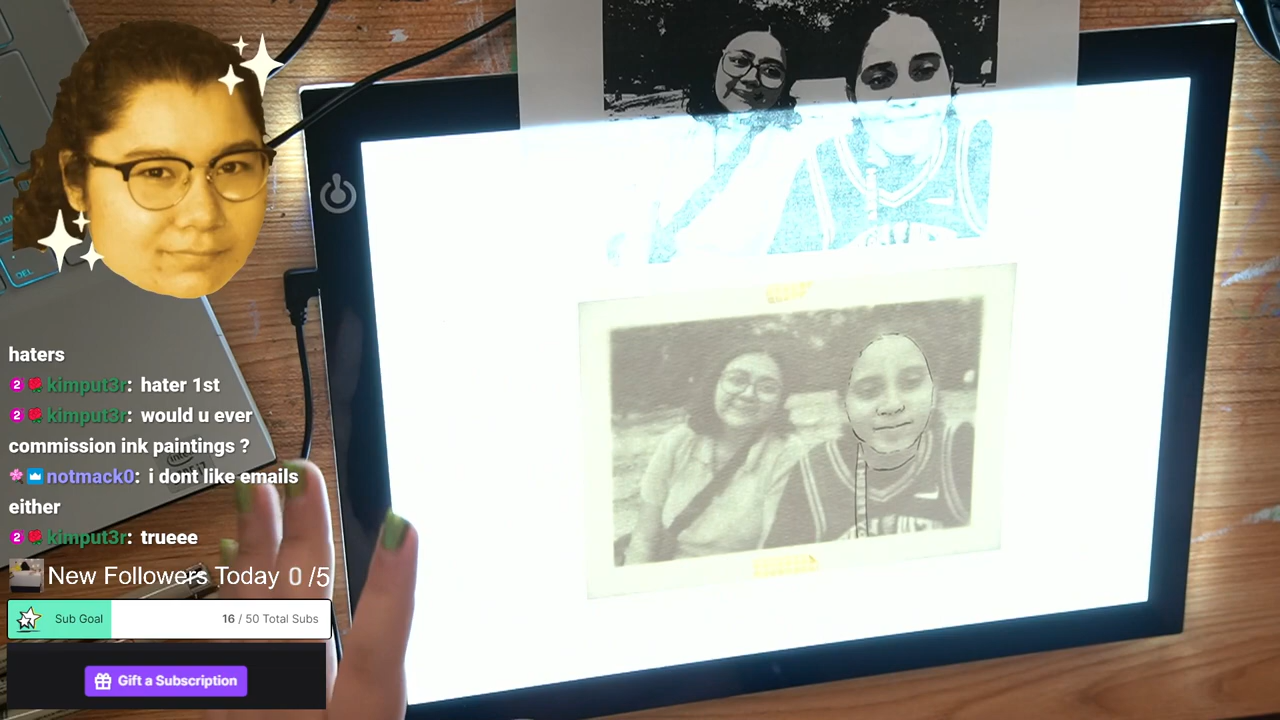 haters
kimput3r: hater 1st
kimput3r: would u ever
commission ink paintings ?
notmack0: i dont like emails
either
kimput3r: trueee
New Followers Today 0 /5
Sub Goal 16 / 50 Total Subs
Gift a Subscription
DEL